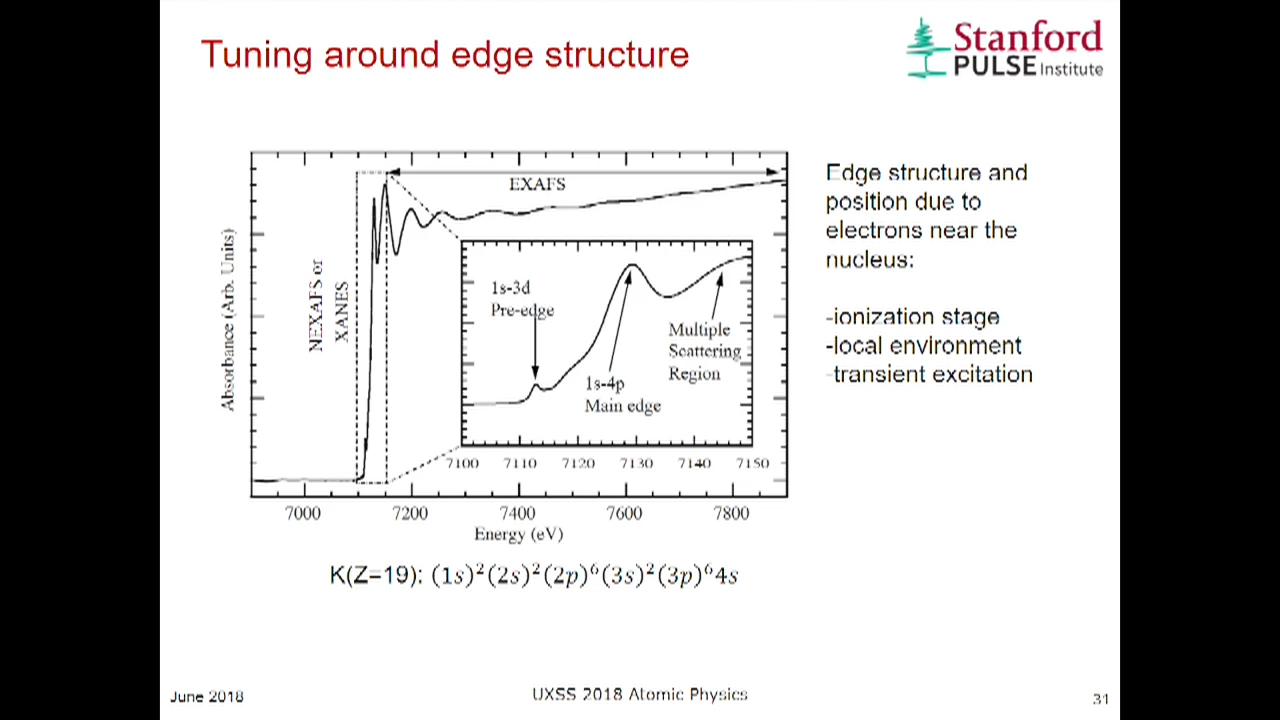 Tuning around edge structure
Stanford
PULSE Institute
EXAFS
NEXAFS or
XANES
Absorbance (Arb. Units)
1s-3d
Pre-edge
1s-4p
Main edge
Multiple
Scattering
Region
7100 7110 7120 7130 7140 7150
7000 7200 7400 7600 7800
Energy (eV)
Edge structure and
position due to
electrons near the
nucleus:
-ionization stage
-local environment
-transient excitation
K(Z=19): (1s)²(2s)²(2p)⁶(3s)²(3p)⁶4s
June 2018
UXSS 2018 Atomic Physics
31